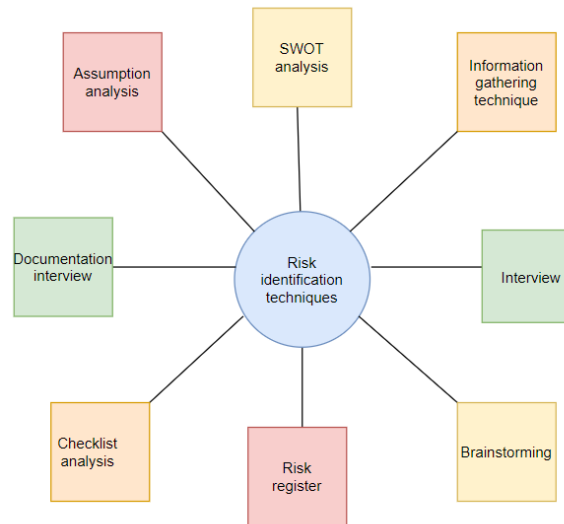 SWOT
analysis
Assumption
analysis
Information
gathering
technique
Documentation
interview
Risk
identification
techniques
Interview
Checklist
analysis
Risk
register
Brainstorming